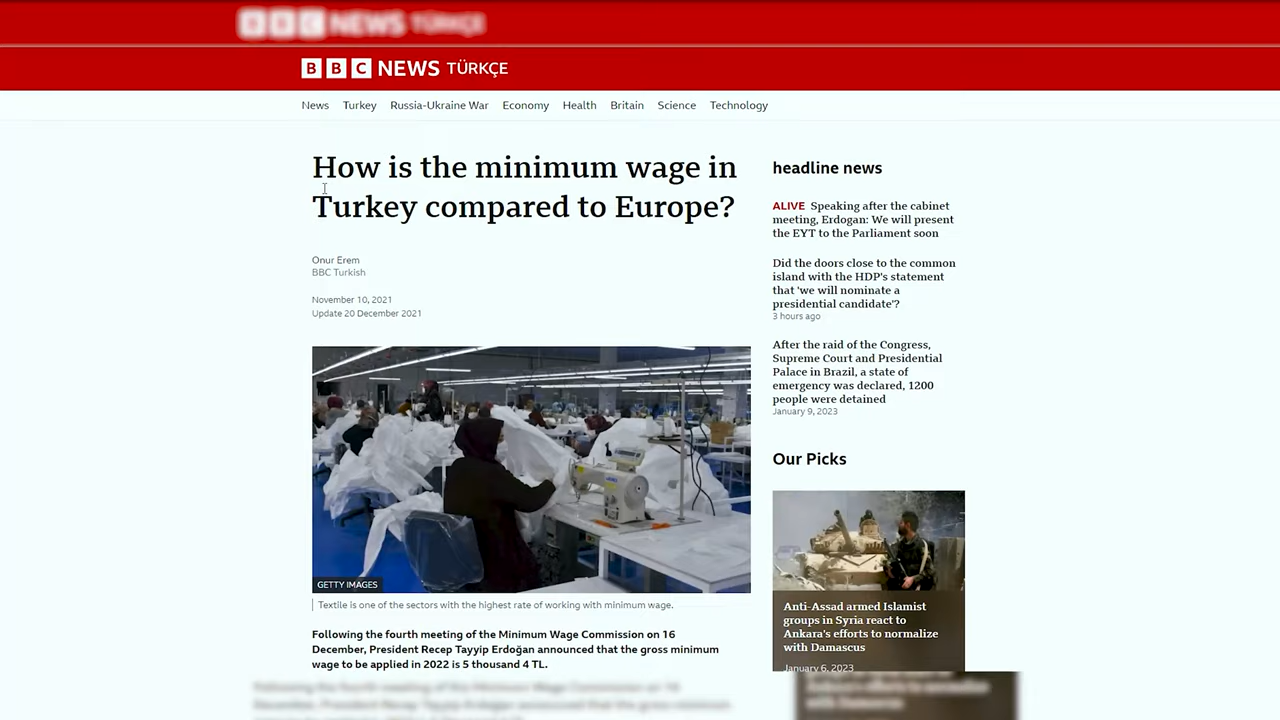 BBC NEWS TÜRKÇE
BBC NEWS TÜRKÇE
News Turkey Russia-Ukraine War Economy Health Britain Science Technology
How is the minimum wage in
Turkey compared to Europe?
Onur Erem
BBC Turkish
November 10, 2021
Update 20 December 2021
GETTY IMAGES
Textile is one of the sectors with the highest rate of working with minimum wage.
Following the fourth meeting of the Minimum Wage Commission on 16
December, President Recep Tayyip Erdoğan announced that the gross minimum
wage to be applied in 2022 is 5 thousand 4 TL.
headline news
ALIVE Speaking after the cabinet
meeting, Erdogan: We will present
the EYT to the Parliament soon
Did the doors close to the common
island with the HDP's statement
that 'we will nominate a
presidential candidate'?
3 hours ago
After the raid of the Congress,
Supreme Court and Presidential
Palace in Brazil, a state of
emergency was declared, 1200
people were detained
January 9, 2023
Our Picks
Anti-Assad armed Islamist
groups in Syria react to
Ankara's efforts to normalize
with Damascus
January 6, 2023